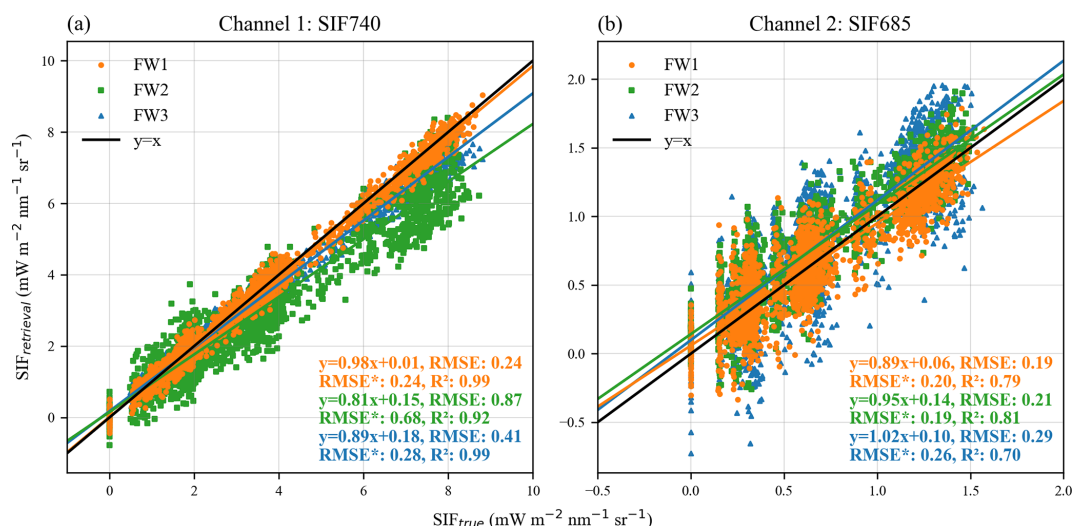 (a) Channel 1: SIF740
10
8
6
4
2
0
0 2 4 6 8 10
SIFretrieval (mW m⁻² nm⁻¹ sr⁻¹)
FW1
FW2
FW3
y=x
y=0.98x+0.01, RMSE: 0.24
RMSE*: 0.24, R²: 0.99
y=0.81x+0.15, RMSE: 0.87
RMSE*: 0.68, R²: 0.92
y=0.89x+0.18, RMSE: 0.41
RMSE*: 0.28, R²: 0.99
(b) Channel 2: SIF685
2.0
1.5
1.0
0.5
0.0
−0.5
−0.5 0.0 0.5 1.0 1.5 2.0
FW1
FW2
FW3
y=x
y=0.89x+0.06, RMSE: 0.19
RMSE*: 0.20, R²: 0.79
y=0.95x+0.14, RMSE: 0.21
RMSE*: 0.19, R²: 0.81
y=1.02x+0.10, RMSE: 0.29
RMSE*: 0.26, R²: 0.70
SIFtrue (mW m⁻² nm⁻¹ sr⁻¹)